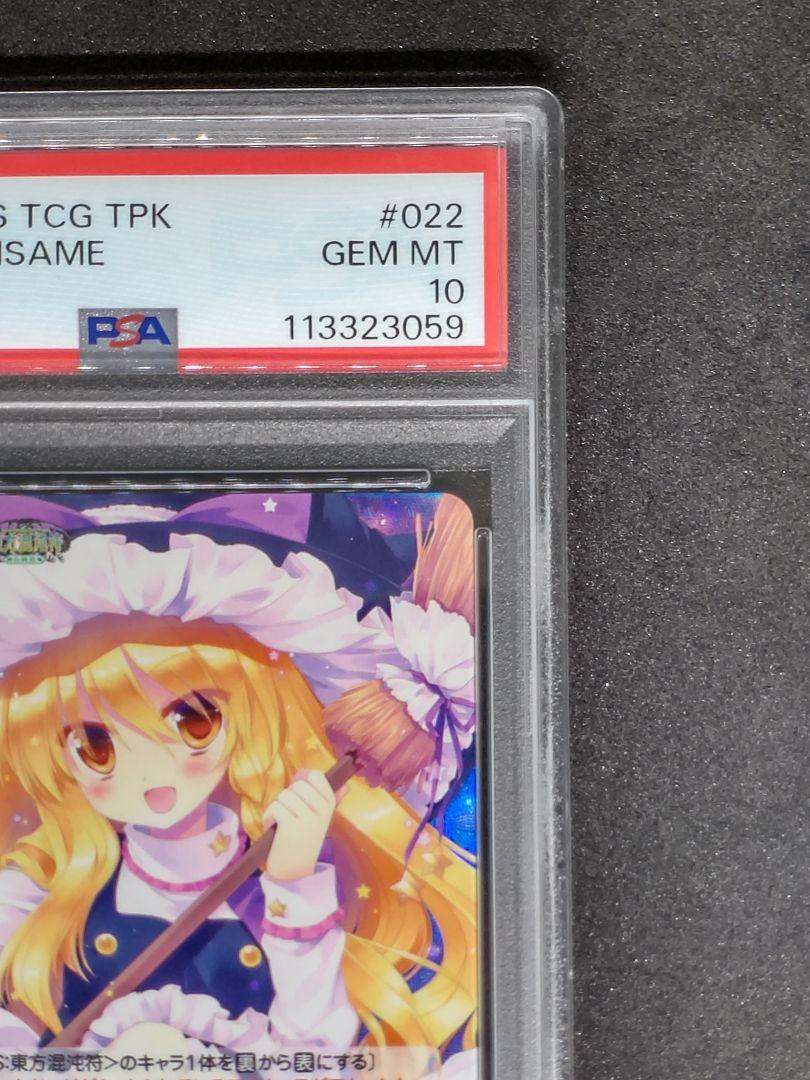 S TCG TPK #022
ISAME GEM MT
10
PSA 113323059
S:東方混沌符>のキャラ1体を裏から表にする]